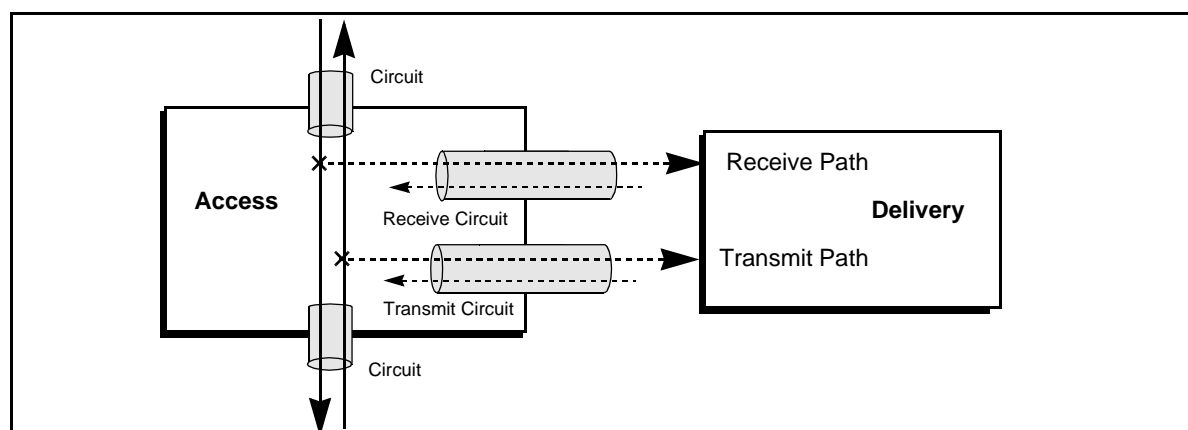 Circuit
Receive Path
Access
Delivery
Receive Circuit
Transmit Path
Transmit Circuit
Circuit